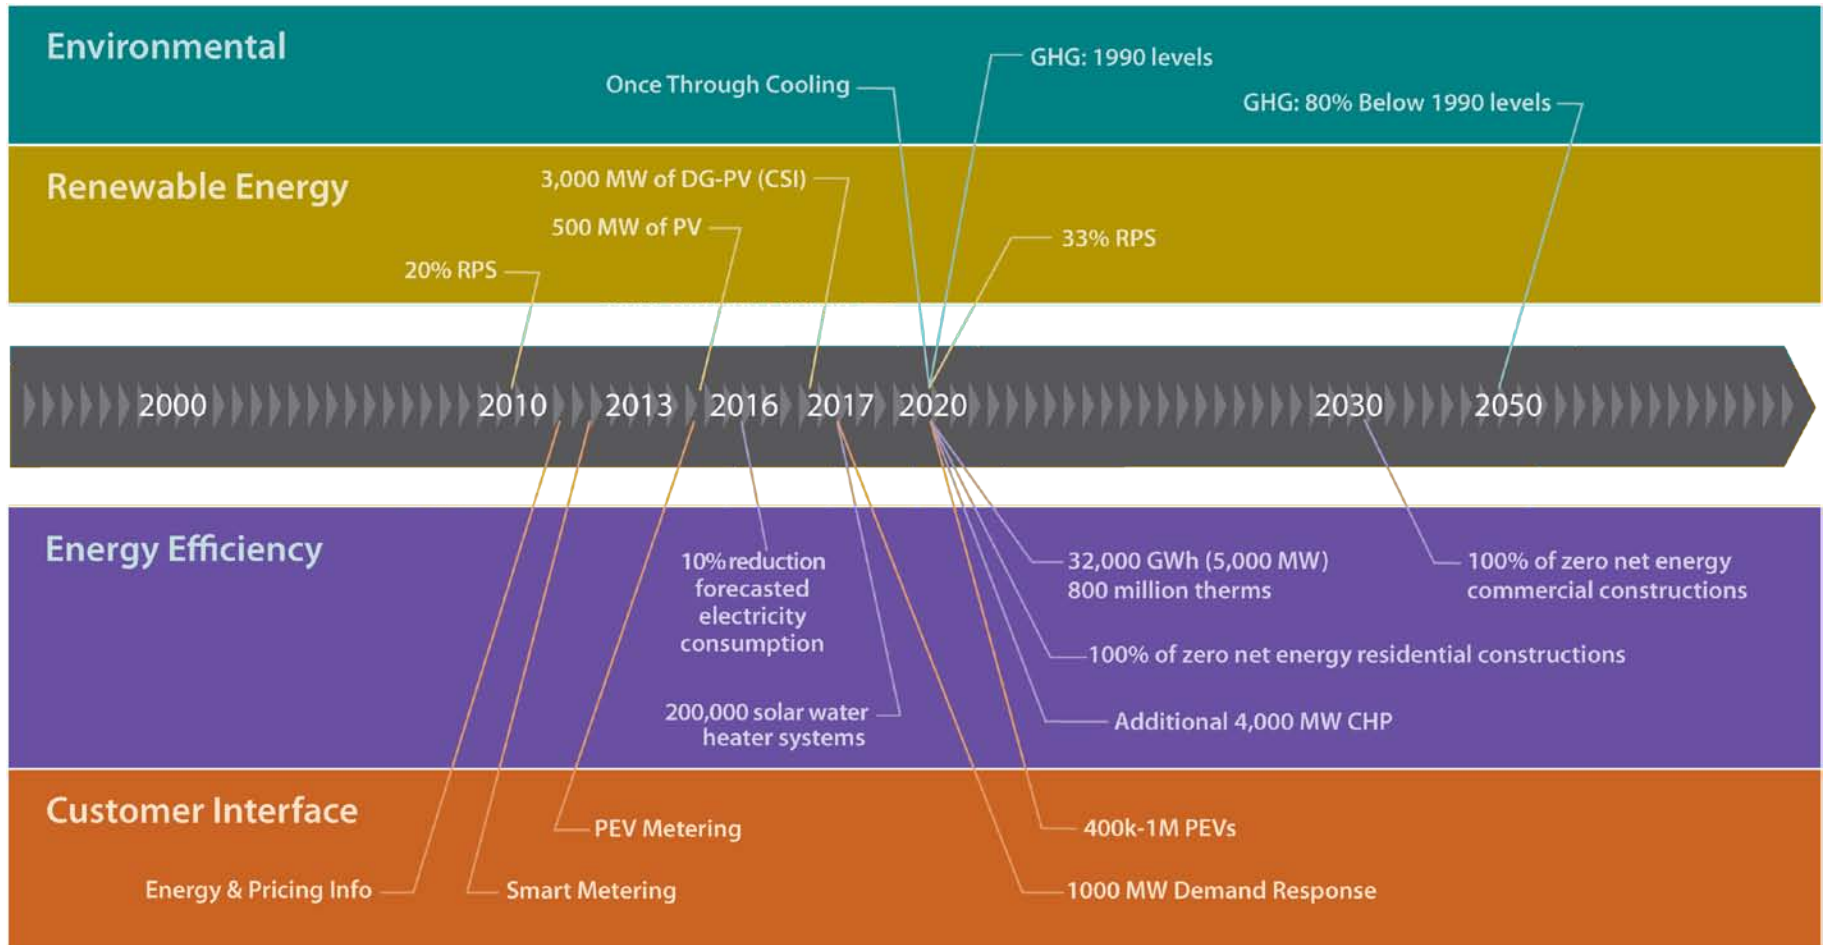 Environmental
GHG: 1990 levels
Once Through Cooling
GHG: 80% Below 1990 levels
Renewable Energy
3,000 MW of DG-PV (CSI)
500 MW of PV
33% RPS
20% RPS
2000 2010 2013 2016 2017 2020 2030 2050
Energy Efficiency
10% reduction
forecasted
electricity
consumption
32,000 GWh (5,000 MW)
800 million therms
100% of zero net energy
commercial constructions
100% of zero net energy residential constructions
200,000 solar water
heater systems
Additional 4,000 MW CHP
Customer Interface
PEV Metering
400k-1M PEVs
Energy & Pricing Info
Smart Metering
1000 MW Demand Response